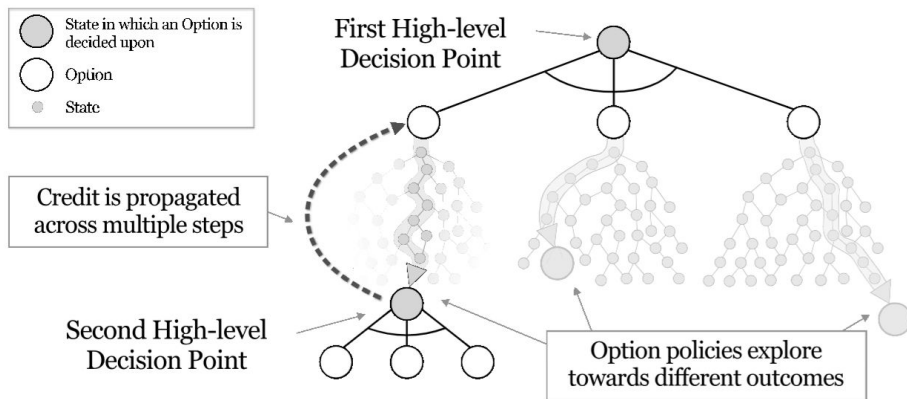 State in which an Option is
decided upon
Option
State
First High-level
Decision Point
Credit is propagated
across multiple steps
Second High-level
Decision Point
Option policies explore
towards different outcomes